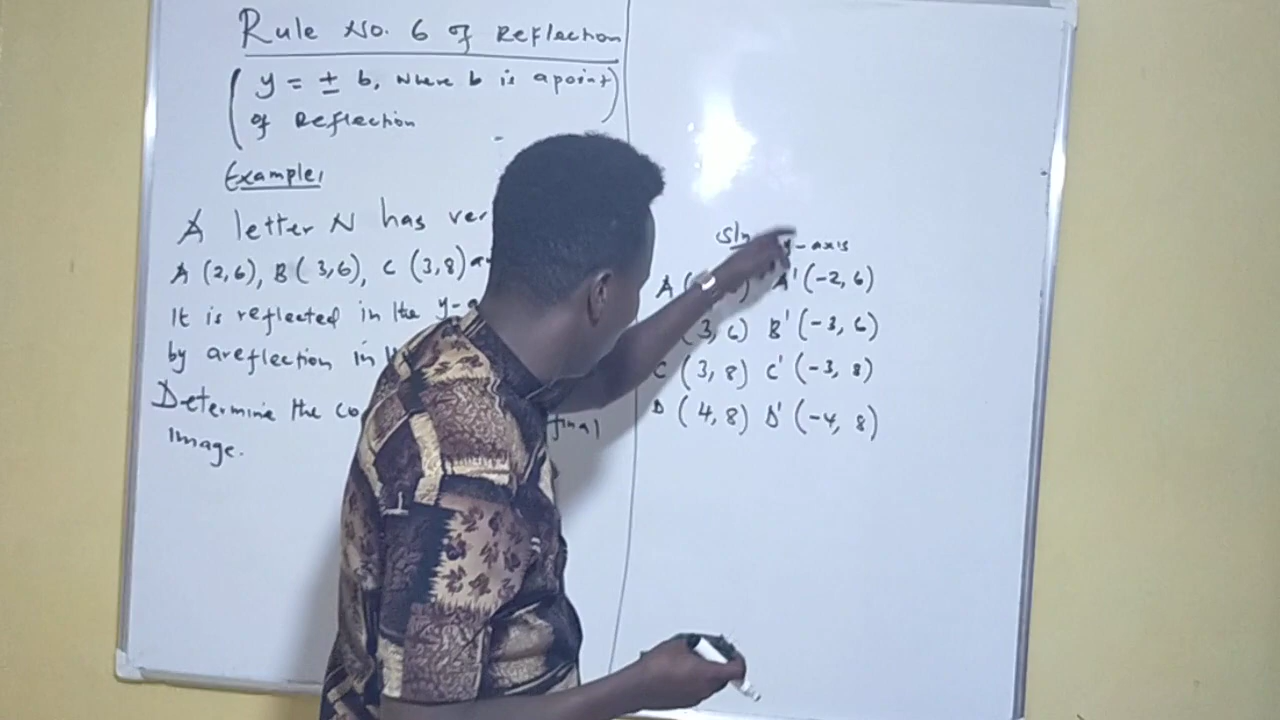 Rule No. 6 of Reflection
(y = ± b, where b is a point
of Reflection)
Example,
A letter N has
A (2,6), B (3,6), C (3,8)
It is reflected in the
by a reflection in
Determine the final
image.
Sln y-axis
A ( ) A' (-2, 6)
(3, 6) B' (-3, 6)
C (3, 8) C' (-3, 8)
D (4, 8) D' (-4, 8)